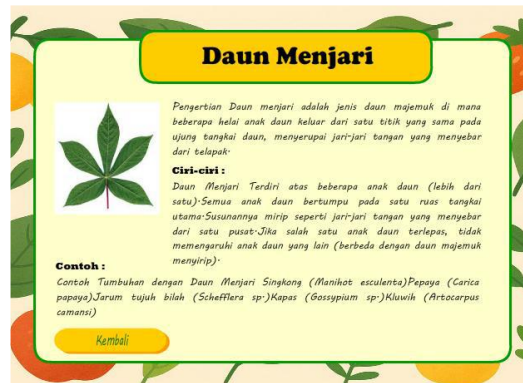 Daun Menjari
Pengertian Daun menjari adalah jenis daun majemuk di mana
beberapa helai anak daun keluar dari satu titik yang sama pada
ujung tangkai daun, menyerupai jari-jari tangan yang menyebar
dari telapak.
Ciri-ciri :
Daun Menjari Terdiri atas beberapa anak daun (lebih dari
satu).Semua anak daun bertumpu pada satu ruas tangkai
utama.Susunannya mirip seperti jari-jari tangan yang menyebar
dari satu pusat.Jika salah satu anak daun terlepas, tidak
memengaruhi anak daun yang lain (berbeda dengan daun majemuk
menyirip).
Contoh :
Contoh Tumbuhan dengan Daun Menjari Singkong (Manihot esculenta)Pepaya (Carica
papaya)Jarum tujuh bilah (Schefflera sp.)Kapas (Gossypium sp.)Kluwih (Artocarpus
camansi)
Kembali